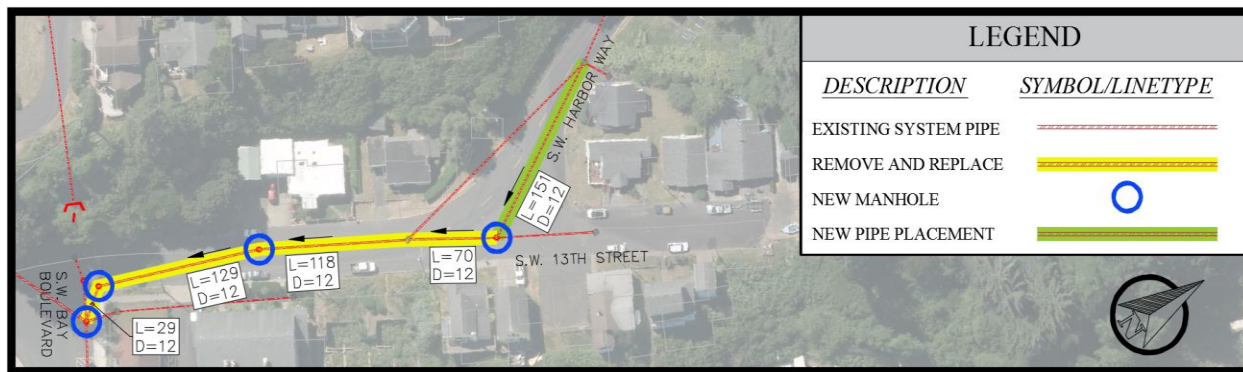 S.W. HARBOR WAY
L=151
D=12
S.W. 13TH STREET
L=70
D=12
L=118
D=12
L=129
D=12
L=29
D=12
S.W. BAY
BOULEVARD
LEGEND
DESCRIPTION SYMBOL/LINETYPE
EXISTING SYSTEM PIPE
REMOVE AND REPLACE
NEW MANHOLE
NEW PIPE PLACEMENT
N